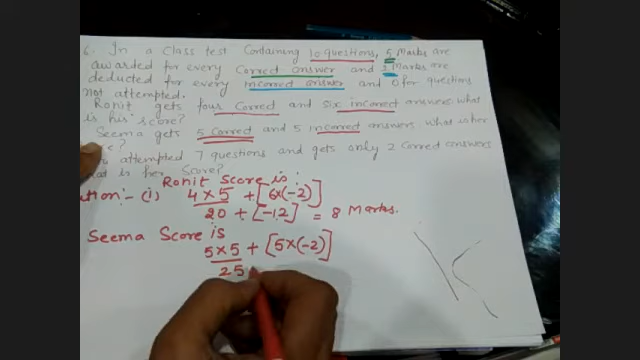 6. In a class test containing 10 questions, 5 Marks are
awarded for every correct answer and 2 Marks are
deducted for every incorrect answer and 0 for questions
not attempted.
Rohit gets four correct and six incorrect answers. What
is his score?
Seema gets 5 correct and 5 incorrect answers, what is her
attempted 7 questions and gets only 2 correct answers
at is her score?
ution:- (i) Rohit Score is :
4 × 5 + [6×(-2)]
20 + [-12] = 8 Marks.
Seema Score is
5 × 5 + [5×(-2)]
25
K